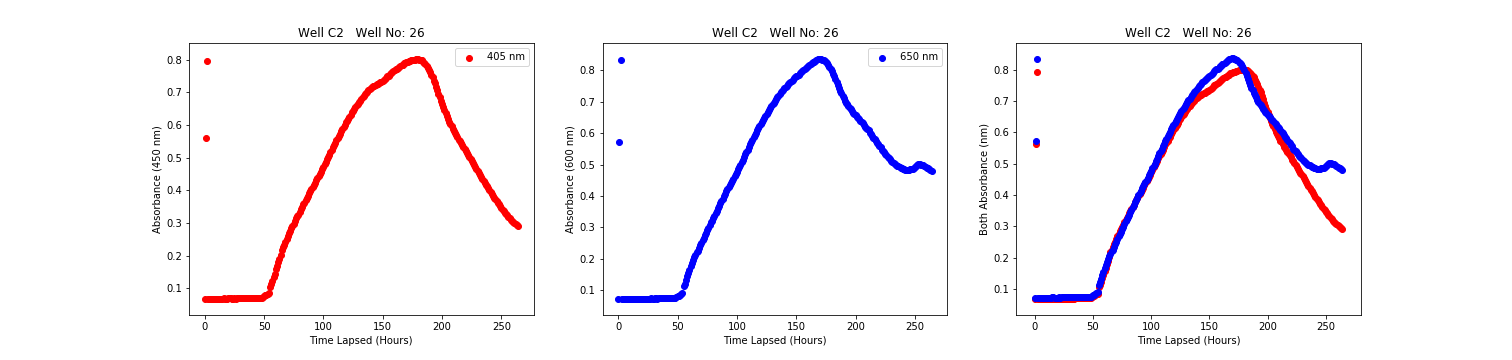 Well C2 Well No: 26
405 nm
Absorbance (450 nm)
0.8
0.7
0.6
0.5
0.4
0.3
0.2
0.1
0 50 100 150 200 250
Time Lapsed (Hours)
Well C2 Well No: 26
650 nm
Absorbance (600 nm)
0.8
0.7
0.6
0.5
0.4
0.3
0.2
0.1
0 50 100 150 200 250
Time Lapsed (Hours)
Well C2 Well No: 26
Both Absorbance (nm)
0.8
0.7
0.6
0.5
0.4
0.3
0.2
0.1
0 50 100 150 200 250
Time Lapsed (Hours)